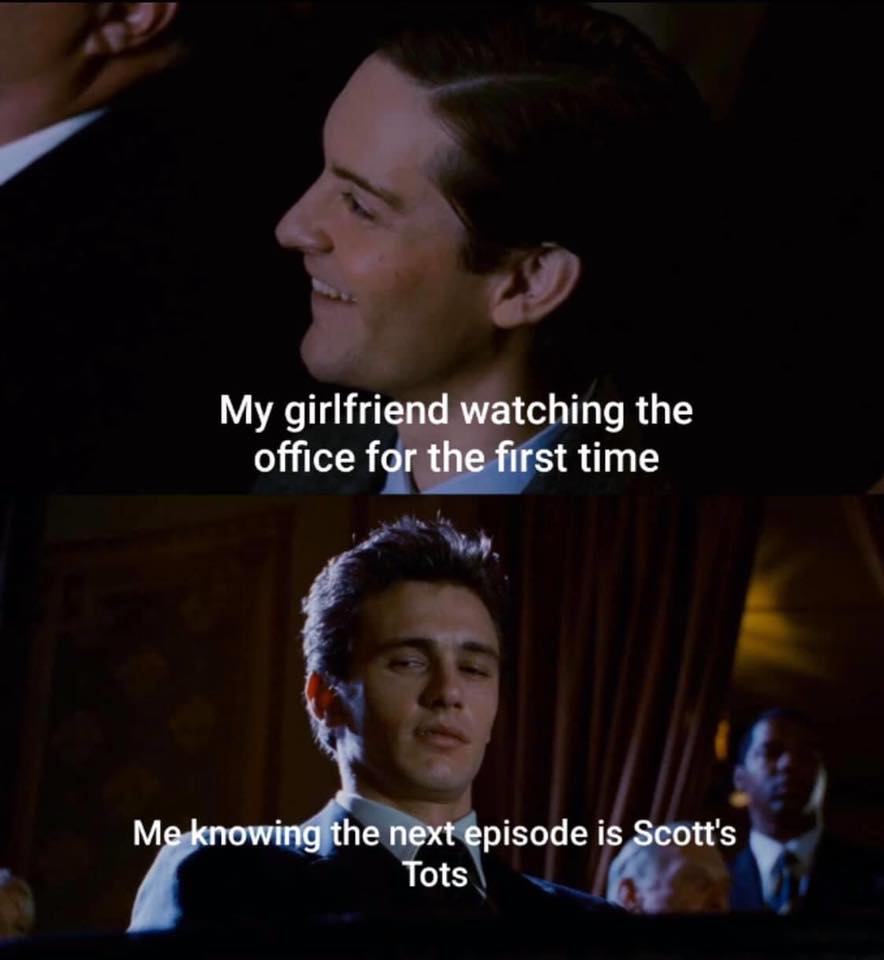 My girlfriend watching the
office for the first time
Me knowing the next episode is Scott's
Tots